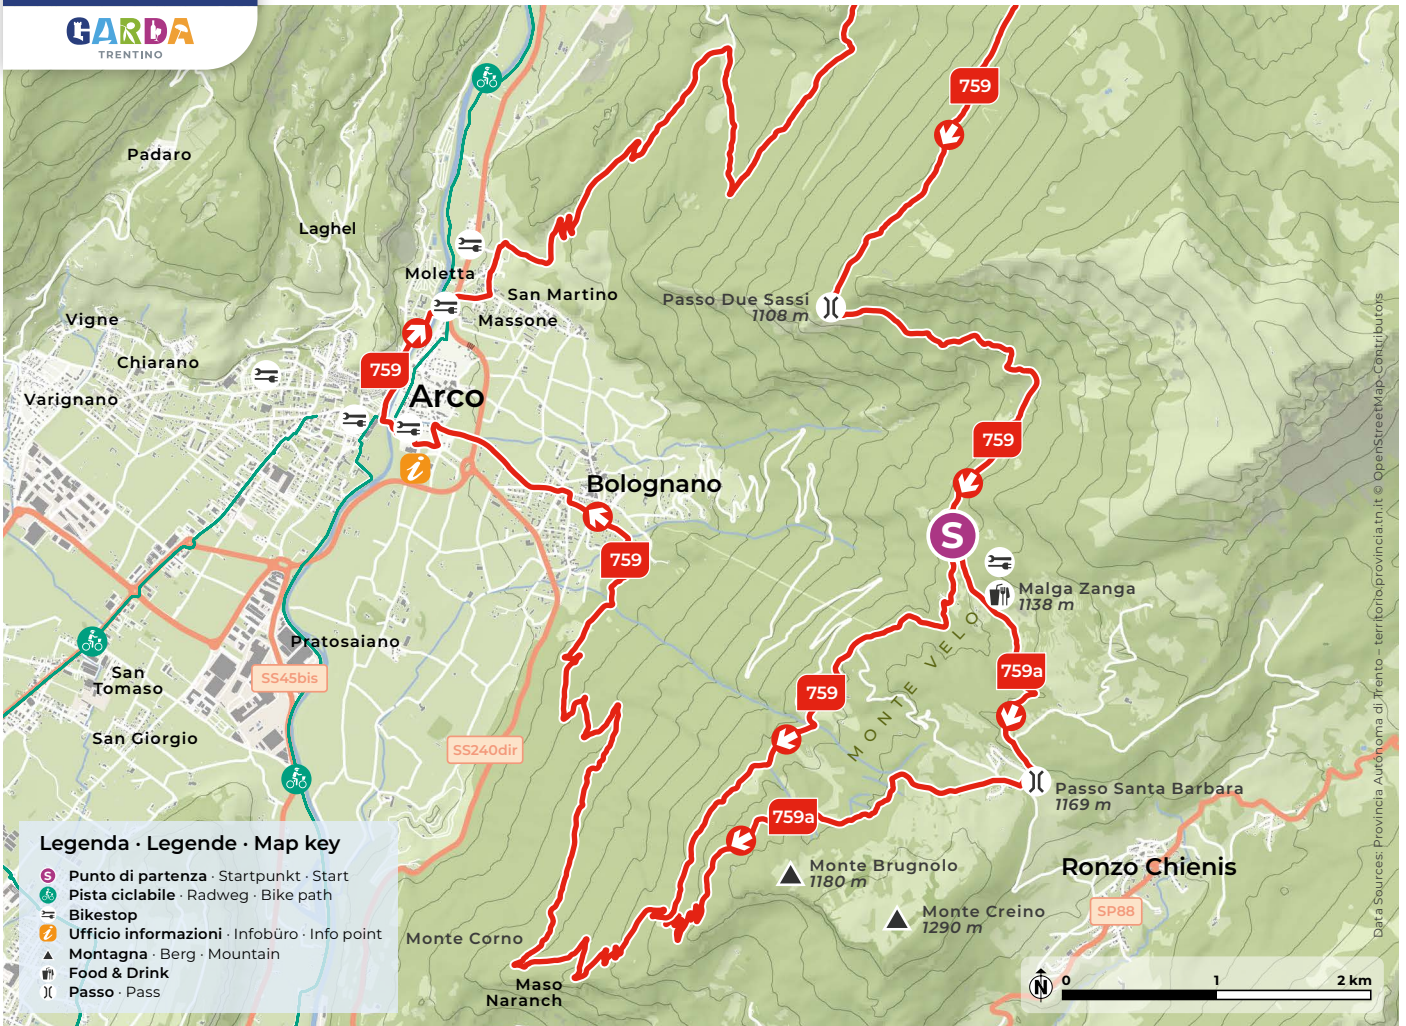 GARDA
TRENTINO
759
Padaro
Laghel
Moletta
San Martino
Massone
Passo Due Sassi
1108 m
Vigne
Chiarano
Varignano
759
Arco
i
759
Bolognano
S
759
Malga Zanga
1138 m
Pratosaiano
San
Tomaso
SS45bis
759a
759
MONTE VELO
San Giorgio
SS240dir
Passo Santa Barbara
1169 m
759a
Monte Brugnolo
1180 m
Ronzo Chienis
Monte Creino
1290 m
SP88
Monte Corno
Maso
Naranch
Legenda · Legende · Map key
S Punto di partenza · Startpunkt · Start
Pista ciclabile · Radweg · Bike path
Bikestop
i Ufficio informazioni · Infobüro · Info point
Montagna · Berg · Mountain
Food & Drink
Passo · Pass
N
0 1 2 km
Data Sources: Provincia Autonoma di Trento – territorio.provincia.tn.it © OpenStreetMap-Contributors